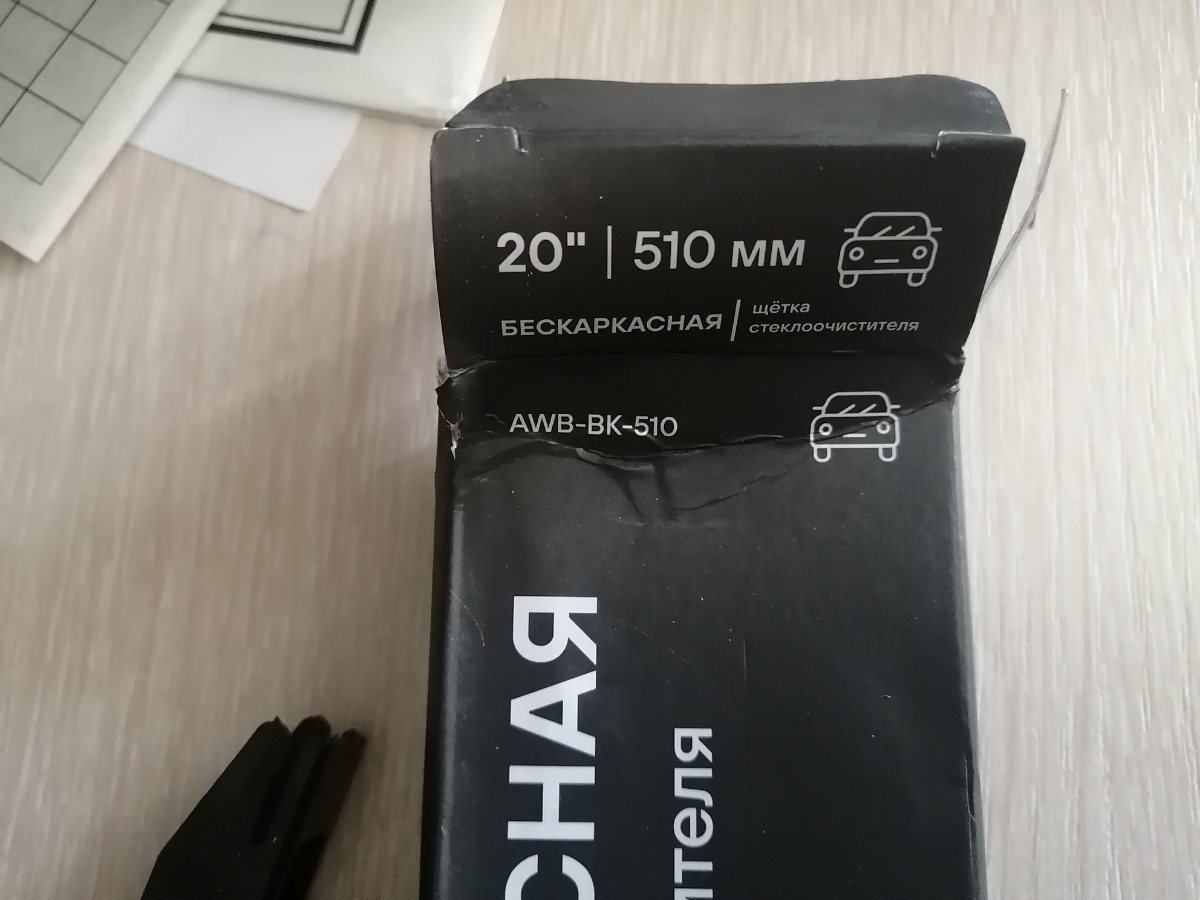 20" | 510 мм
БЕСКАРКАСНАЯ | щётка
стеклоочистителя
AWB-BK-510
СНАЯ
ителя